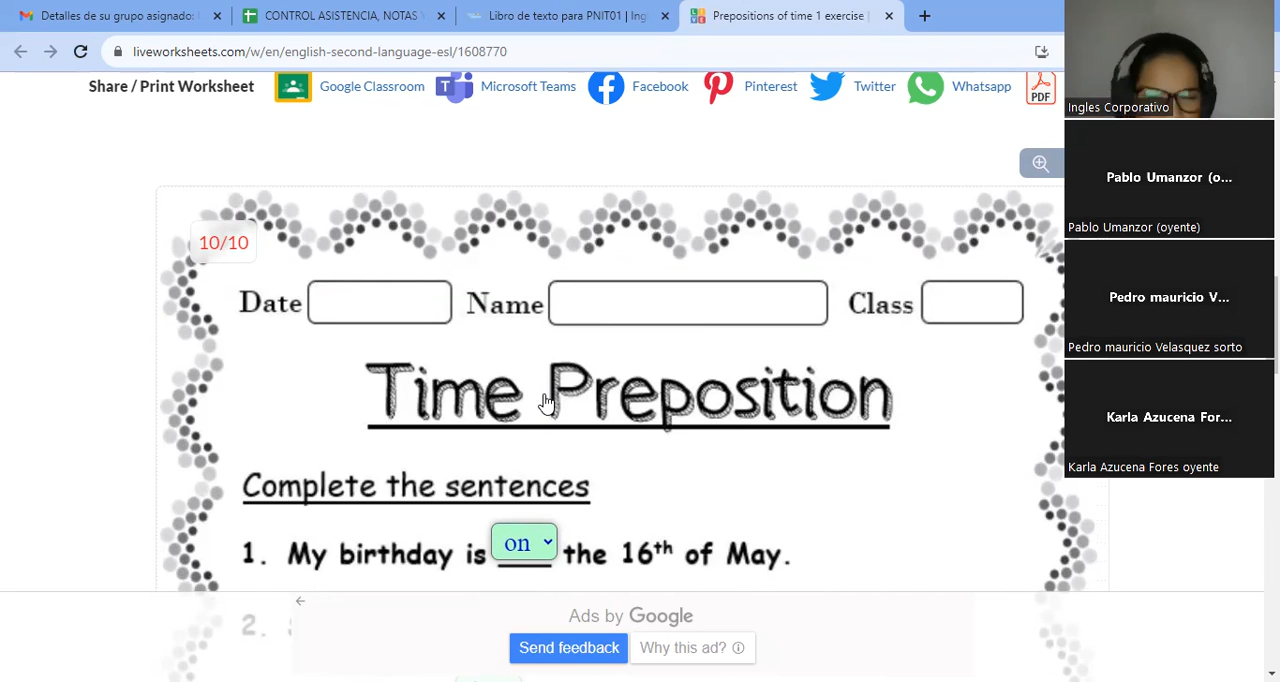 Detalles de su grupo asignado: I
CONTROL ASISTENCIA, NOTAS Y
Libro de texto para PNIT01 | Ing
Prepositions of time 1 exercise |
liveworksheets.com/w/en/english-second-language-esl/1608770
Share / Print Worksheet
Google Classroom
Microsoft Teams
Facebook
Pinterest
Twitter
Whatsapp
PDF
10/10
Date
Name
Class
Time Preposition
Complete the sentences
1. My birthday is on the 16th of May.
2.
Ads by Google
Send feedback
Why this ad?
Ingles Corporativo
Pablo Umanzor (o...
Pablo Umanzor (oyente)
Pedro mauricio V...
Pedro mauricio Velasquez sorto
Karla Azucena For...
Karla Azucena Fores oyente